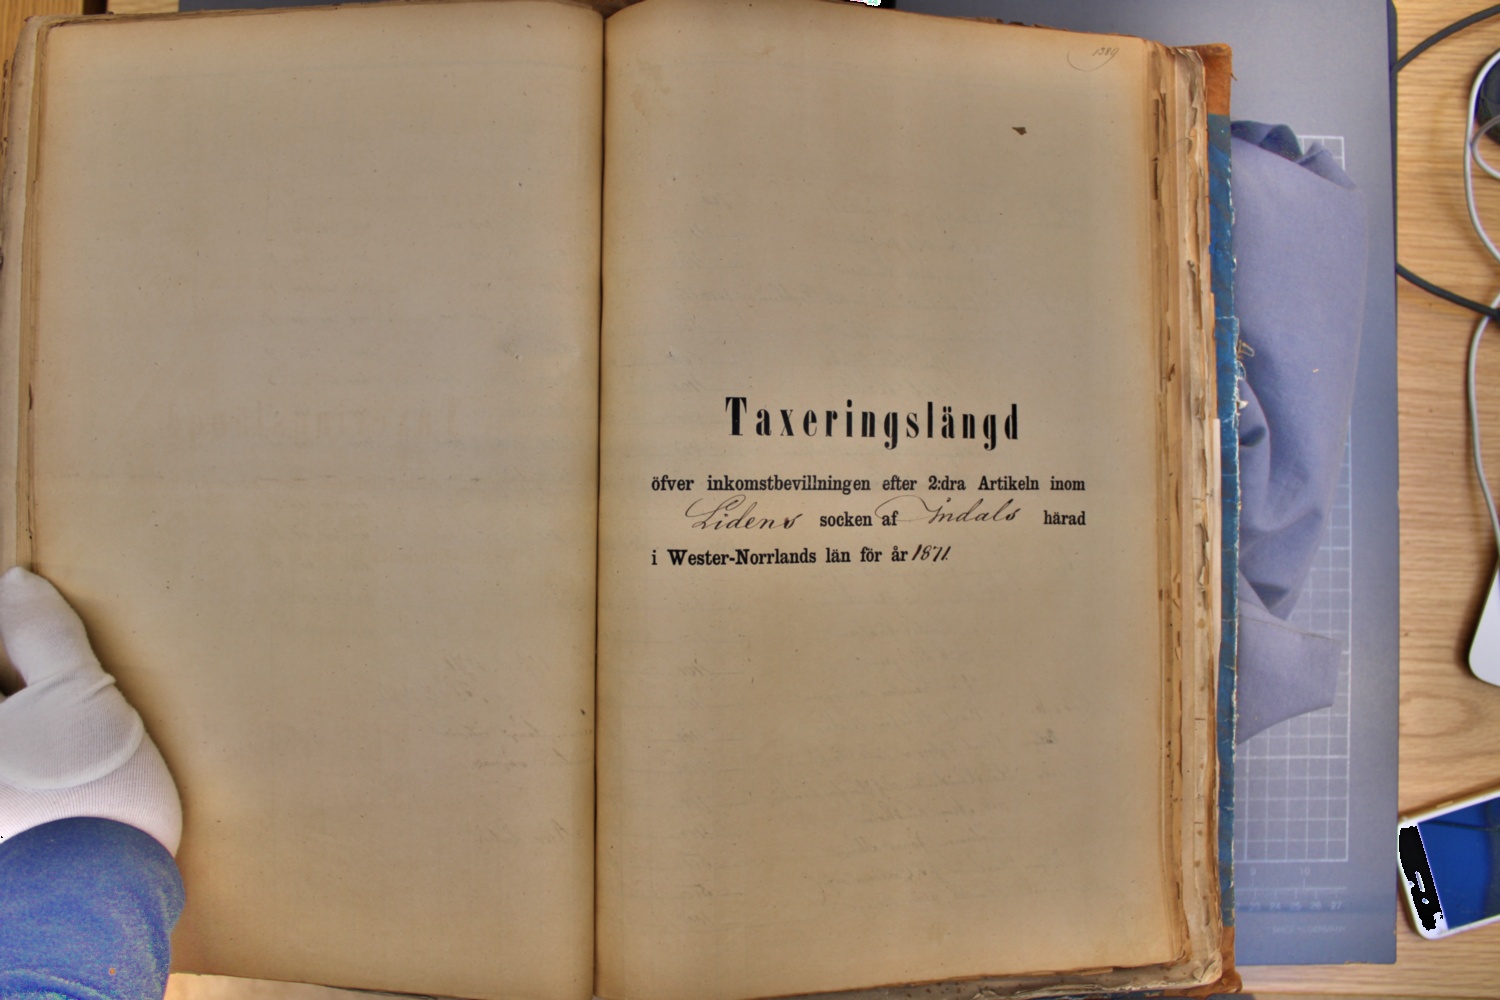 1389
Taxeringslängd
öfver inkomstbevillningen efter 2:dra Artikeln inom
Lidens socken af Indals härad
i Wester-Norrlands län för år 1871.